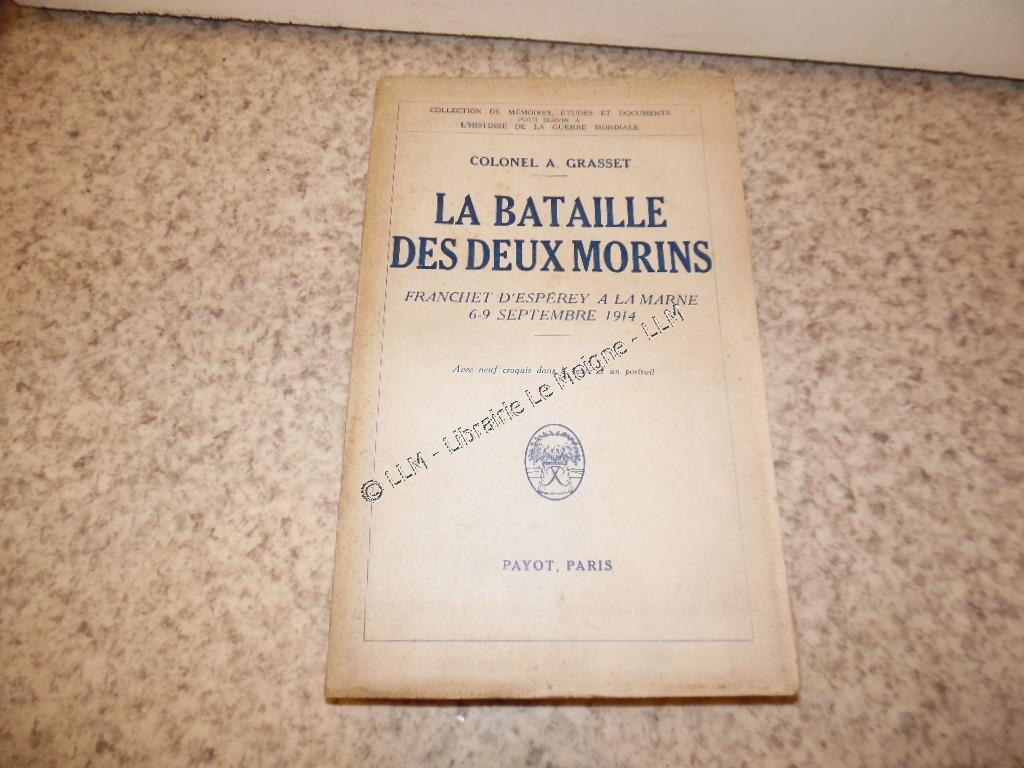 COLLECTION DE MÉMOIRES, ÉTUDES ET DOCUMENTS
POUR SERVIR A
L'HISTOIRE DE LA GUERRE MONDIALE
COLONEL A. GRASSET
LA BATAILLE
DES DEUX MORINS
FRANCHET D'ESPÉREY A LA MARNE
6-9 SEPTEMBRE 1914
Avec neuf croquis dans et un portrait
© LLM - Librairie Le Moigne - LLM
PAYOT, PARIS